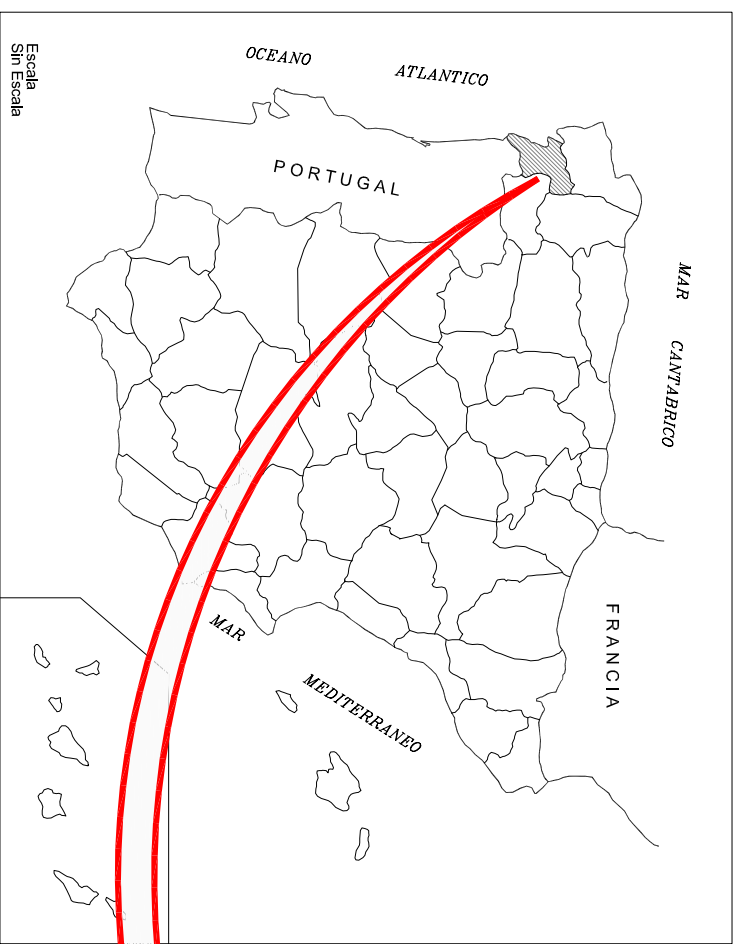 OCEANO
ATLANTICO
MAR
CANTABRICO
PORTUGAL
FRANCIA
MAR
MEDITERRANEO
Escala
Sin Escala